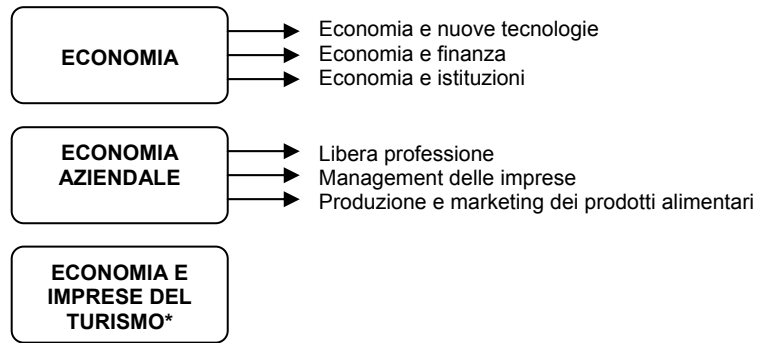 ECONOMIA
Economia e nuove tecnologie
Economia e finanza
Economia e istituzioni
ECONOMIA
AZIENDALE
Libera professione
Management delle imprese
Produzione e marketing dei prodotti alimentari
ECONOMIA E
IMPRESE DEL
TURISMO*